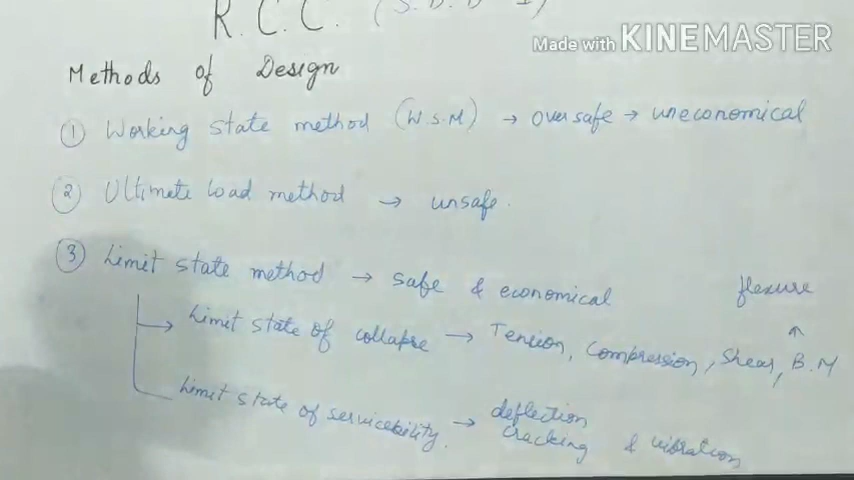 R.C.C.
Made with KINEMASTER
Methods of Design
① Working state method (W.S.M) → oversafe → uneconomical
② Ultimate load method → unsafe.
③ Limit state method → safe & economical
flexure
↑
Limit state of collapse → Tension, Compression, Shear, B.M
Limit state of servicebility. → deflection
cracking & vibration